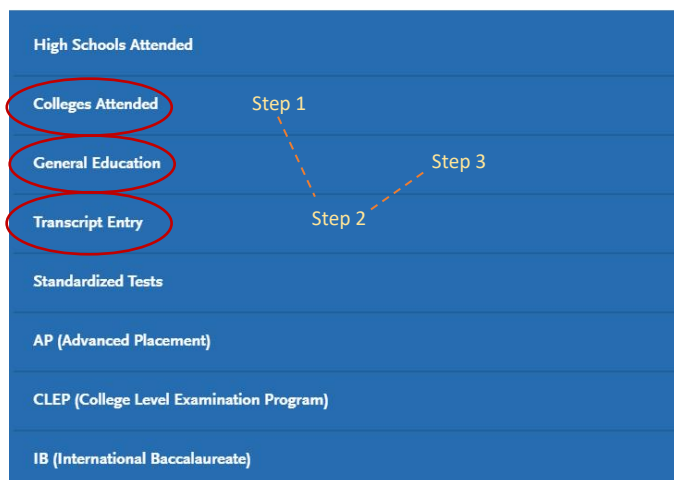 High Schools Attended
Colleges Attended Step 1
General Education Step 3
Transcript Entry Step 2
Standardized Tests
AP (Advanced Placement)
CLEP (College Level Examination Program)
IB (International Baccalaureate)